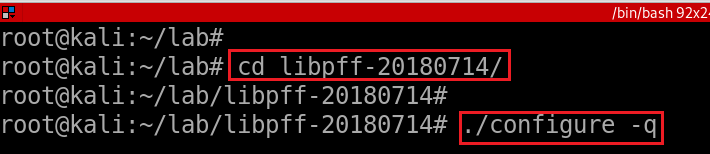 /bin/bash 92x24
root@kali:~/lab#
root@kali:~/lab# cd libpff-20180714/
root@kali:~/lab/libpff-20180714#
root@kali:~/lab/libpff-20180714# ./configure -q